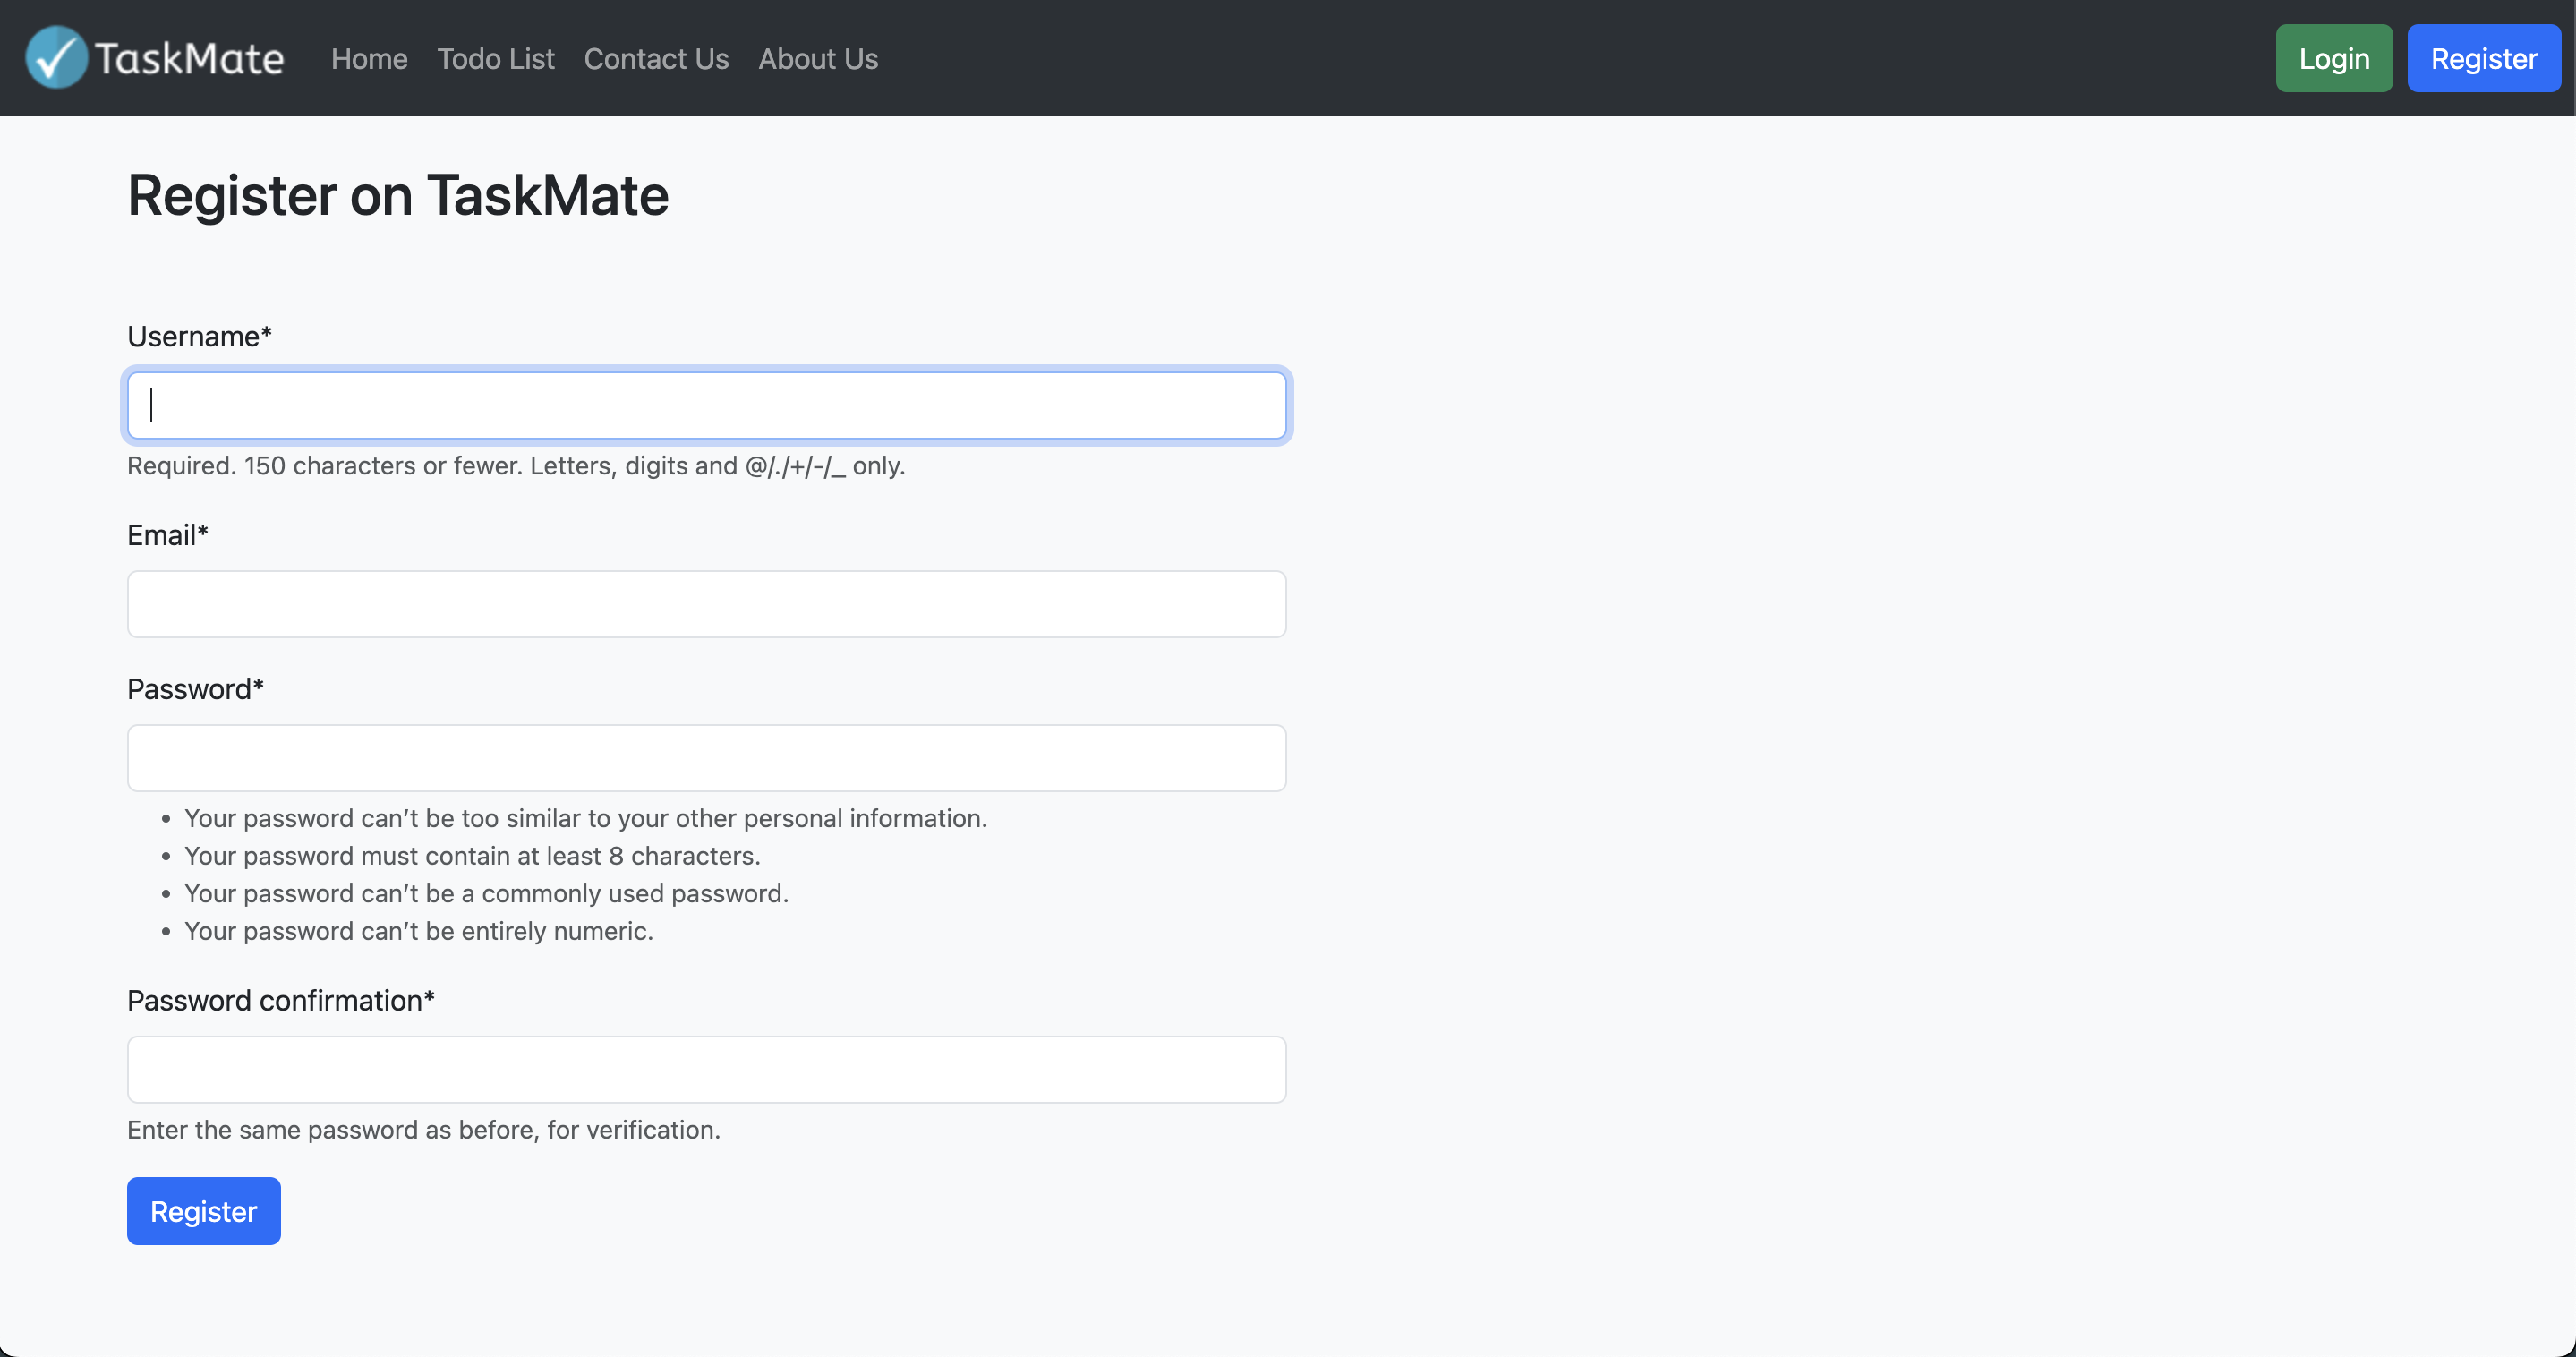 TaskMate Home Todo List Contact Us About Us Login Register
Register on TaskMate
Username*
Required. 150 characters or fewer. Letters, digits and @/./+/-/_ only.
Email*
Password*
• Your password can’t be too similar to your other personal information.
• Your password must contain at least 8 characters.
• Your password can’t be a commonly used password.
• Your password can’t be entirely numeric.
Password confirmation*
Enter the same password as before, for verification.
Register